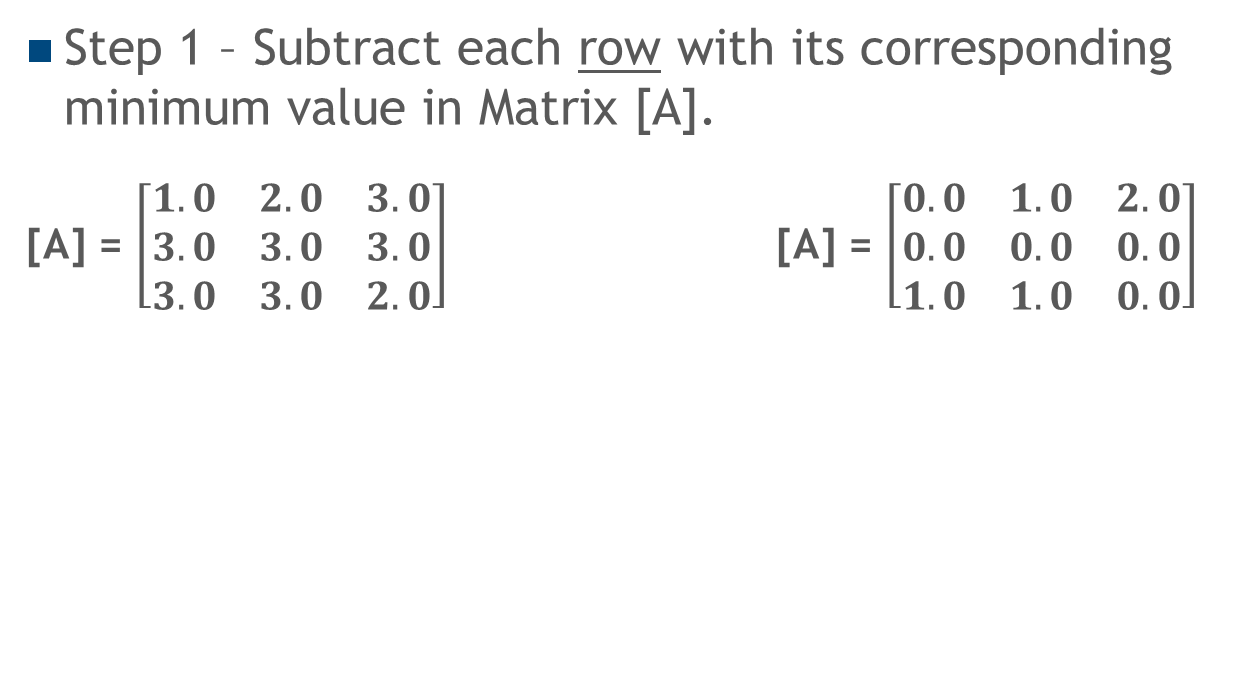 ■ Step 1 – Subtract each row with its corresponding
minimum value in Matrix [A].
[A] = [1.0 2.0 3.0
3.0 3.0 3.0
3.0 3.0 2.0]
[A] = [0.0 1.0 2.0
0.0 0.0 0.0
1.0 1.0 0.0]